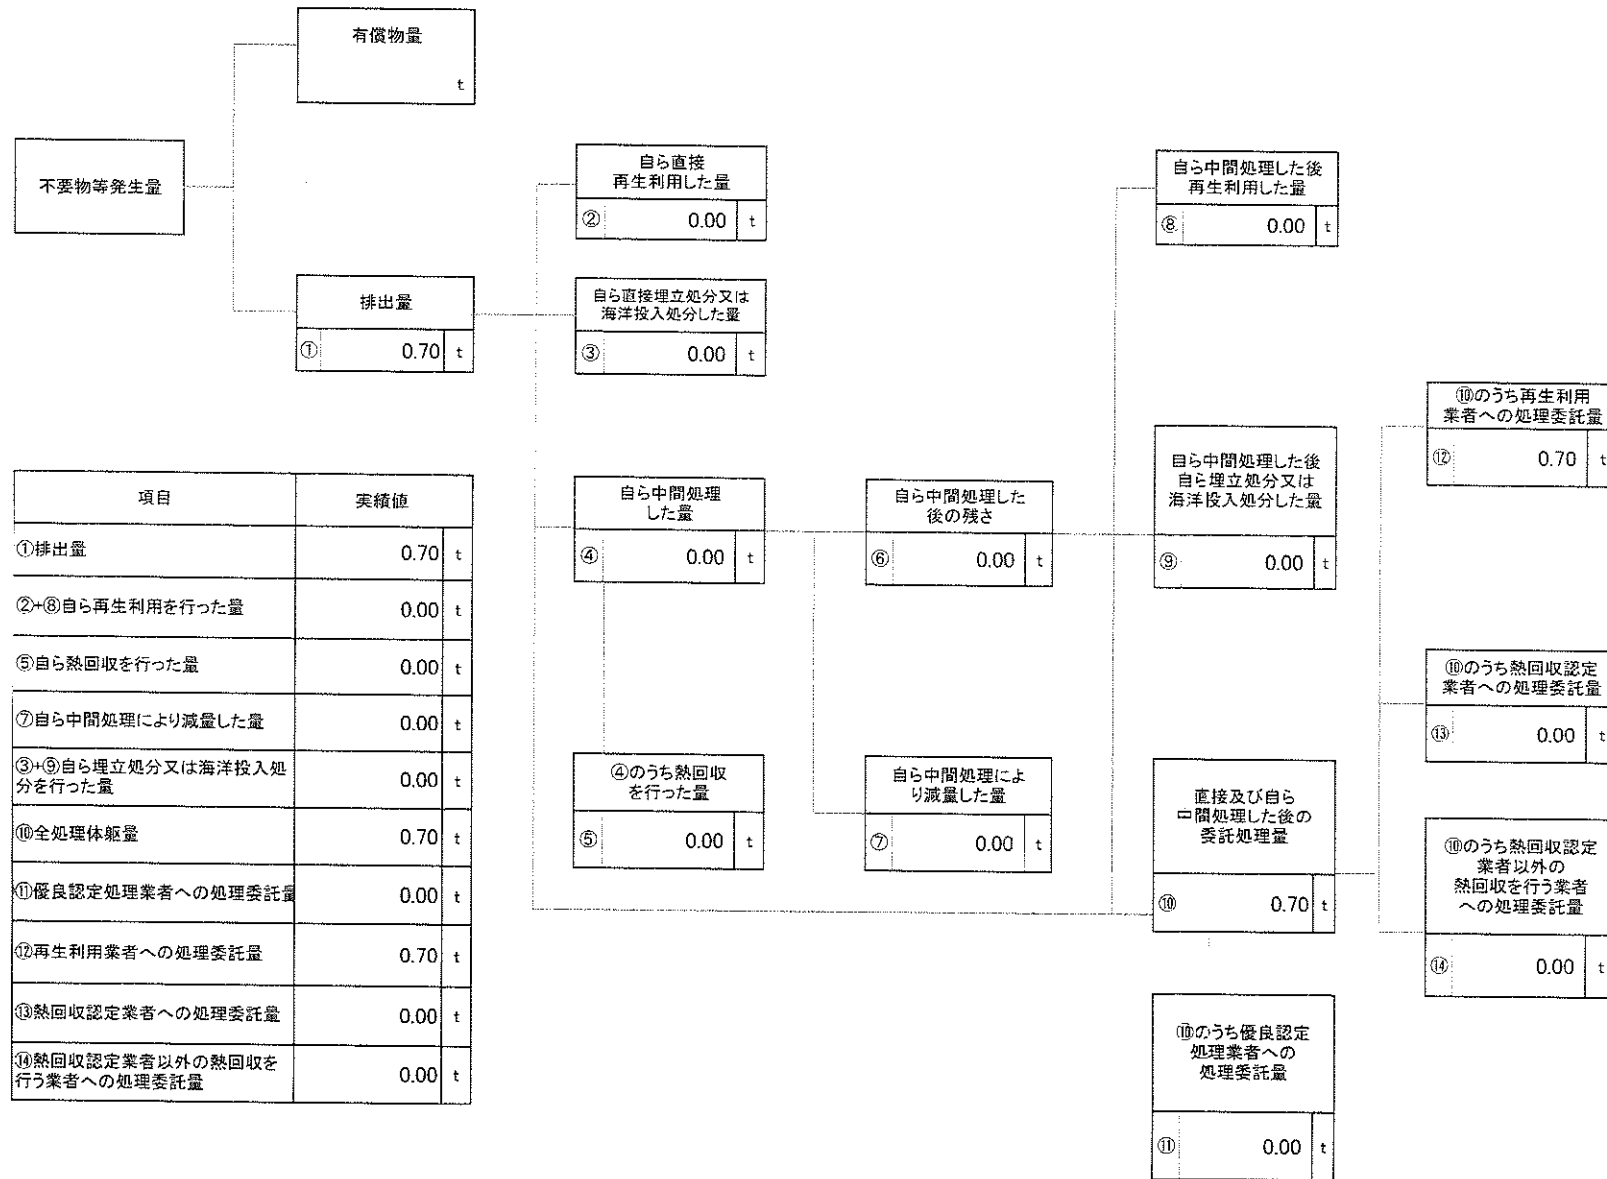 有償物量
t
不要物等発生量
排出量
① 0.70 t
自ら直接
再生利用した量
② 0.00 t
自ら直接埋立処分又は
海洋投入処分した量
③ 0.00 t
自ら中間処理
した量
④ 0.00 t
④のうち熱回収
を行った量
⑤ 0.00 t
自ら中間処理した
後の残さ
⑥ 0.00 t
自ら中間処理によ
り減量した量
⑦ 0.00 t
自ら中間処理した後
再生利用した量
⑧ 0.00 t
自ら中間処理した後
自ら埋立処分又は
海洋投入処分した量
⑨ 0.00 t
直接及び自ら
中間処理した後の
委託処理量
⑩ 0.70 t
⑩のうち優良認定
処理業者への
処理委託量
⑪ 0.00 t
⑩のうち再生利用
業者への処理委託量
⑫ 0.70 t
⑩のうち熱回収認定
業者への処理委託量
⑬ 0.00 t
⑩のうち熱回収認定
業者以外の
熱回収を行う業者
への処理委託量
⑭ 0.00 t
項目 実績値
①排出量 0.70 t
②+⑧自ら再生利用を行った量 0.00 t
⑤自ら熱回収を行った量 0.00 t
⑦自ら中間処理により減量した量 0.00 t
③+⑨自ら埋立処分又は海洋投入処
分を行った量 0.00 t
⑩全処理体躯量 0.70 t
⑪優良認定処理業者への処理委託量 0.00 t
⑫再生利用業者への処理委託量 0.70 t
⑬熱回収認定業者への処理委託量 0.00 t
⑭熱回収認定業者以外の熱回収を
行う業者への処理委託量 0.00 t